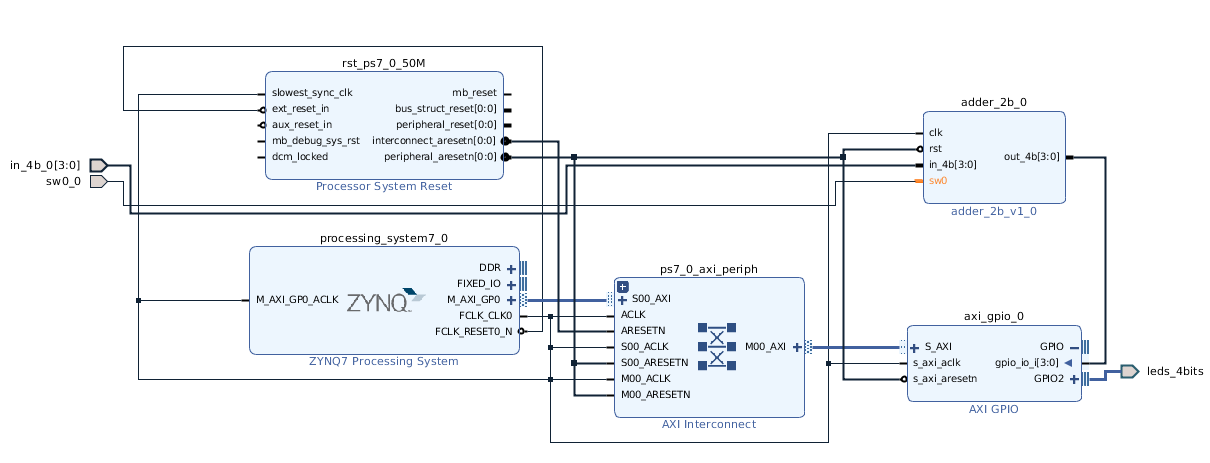 rst_ps7_0_50M
slowest_sync_clk
ext_reset_in
aux_reset_in
mb_debug_sys_rst
dcm_locked
mb_reset
bus_struct_reset[0:0]
peripheral_reset[0:0]
interconnect_aresetn[0:0]
peripheral_aresetn[0:0]
Processor System Reset
in_4b_0[3:0]
sw0_0
adder_2b_0
clk
rst
in_4b[3:0]
sw0
out_4b[3:0]
adder_2b_v1_0
processing_system7_0
M_AXI_GP0_ACLK
ZYNQ
DDR
FIXED_IO
M_AXI_GP0
FCLK_CLK0
FCLK_RESET0_N
ZYNQ7 Processing System
ps7_0_axi_periph
S00_AXI
ACLK
ARESETN
S00_ACLK
S00_ARESETN
M00_ACLK
M00_ARESETN
M00_AXI
AXI Interconnect
axi_gpio_0
S_AXI
s_axi_aclk
s_axi_aresetn
GPIO
gpio_io_i[3:0]
GPIO2
AXI GPIO
leds_4bits